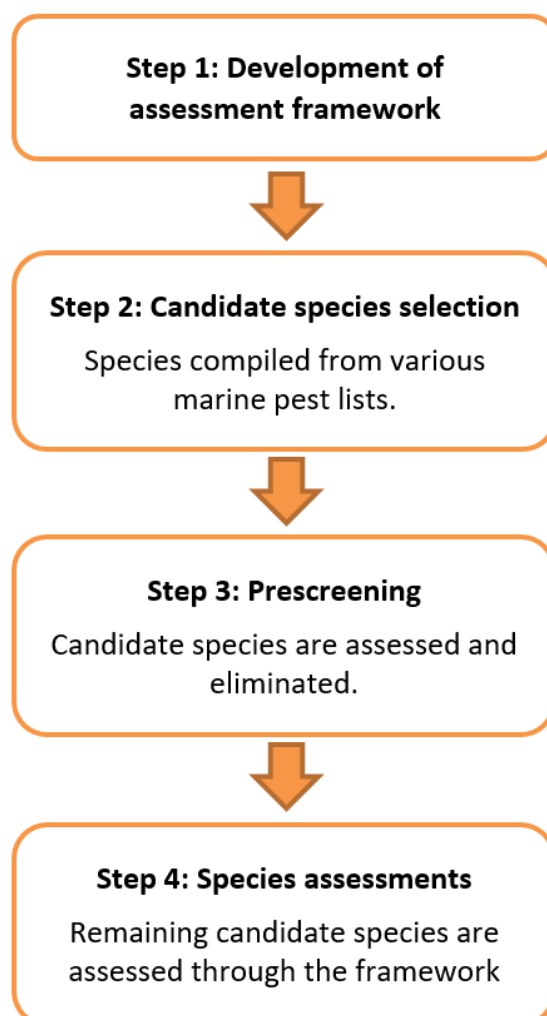 Step 1: Development of
assessment framework
Step 2: Candidate species selection
Species compiled from various
marine pest lists.
Step 3: Prescreening
Candidate species are assessed and
eliminated.
Step 4: Species assessments
Remaining candidate species are
assessed through the framework